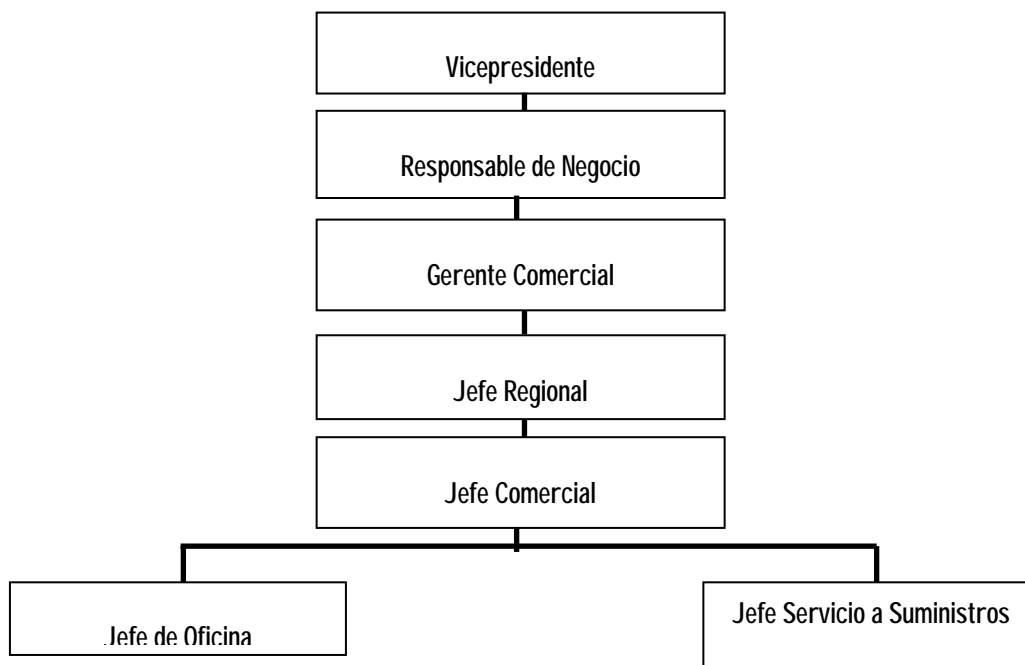 Vicepresidente
Responsable de Negocio
Gerente Comercial
Jefe Regional
Jefe Comercial
Jefe de Oficina
Jefe Servicio a Suministros